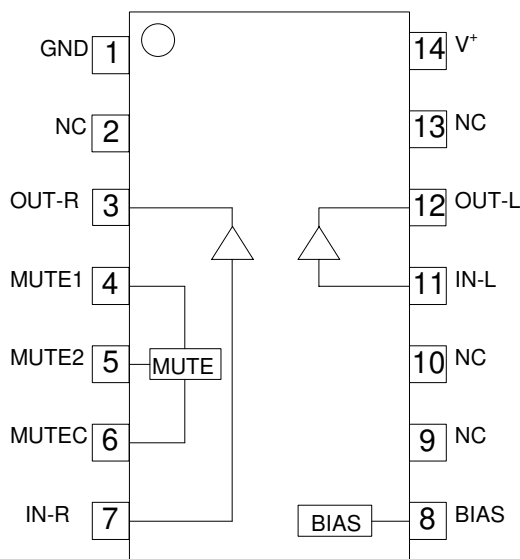 GND 1 14 V+
NC 2 13 NC
OUT-R 3 12 OUT-L
MUTE1 4 11 IN-L
MUTE2 5 MUTE 10 NC
MUTEC 6 9 NC
IN-R 7 BIAS 8 BIAS